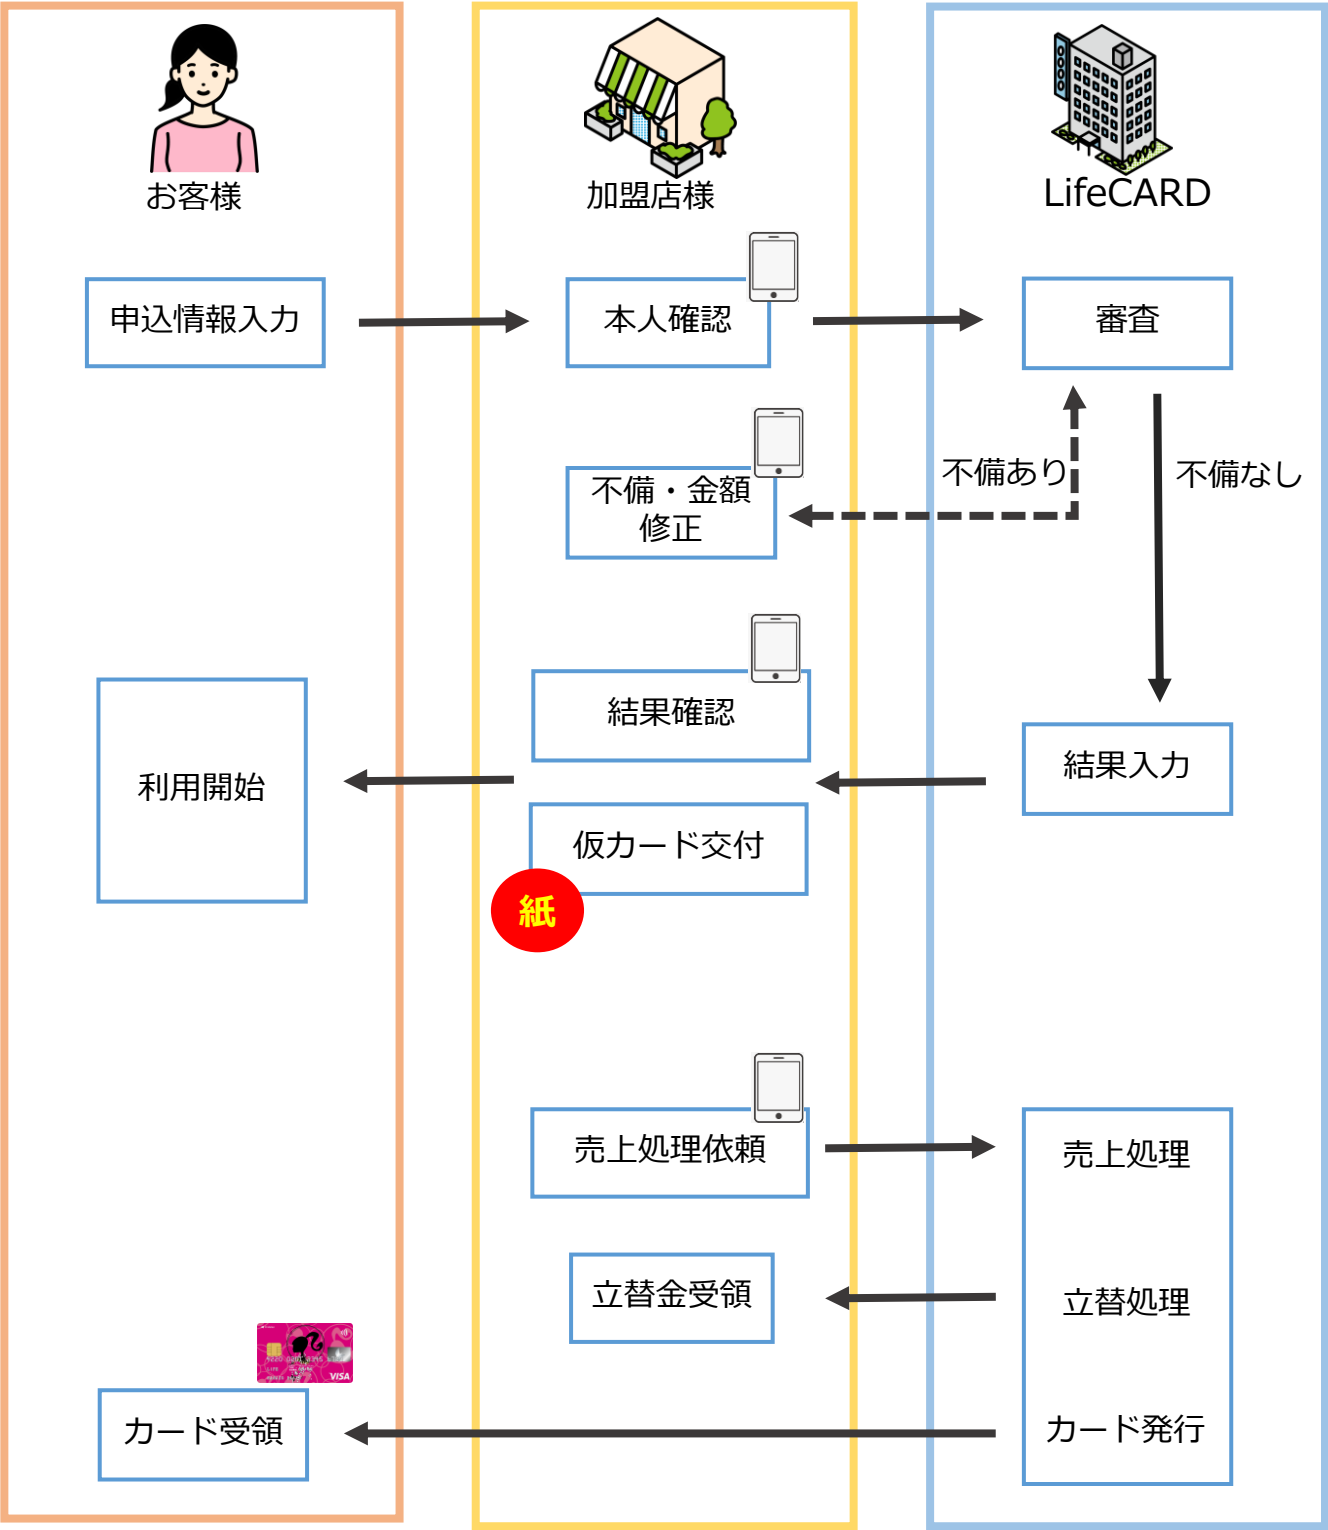 お客様
加盟店様
LifeCARD
申込情報入力
本人確認
審査
不備あり
不備なし
不備・金額
修正
結果確認
結果入力
利用開始
仮カード交付
紙
売上処理依頼
売上処理
立替金受領
立替処理
VISA
カード受領
カード発行